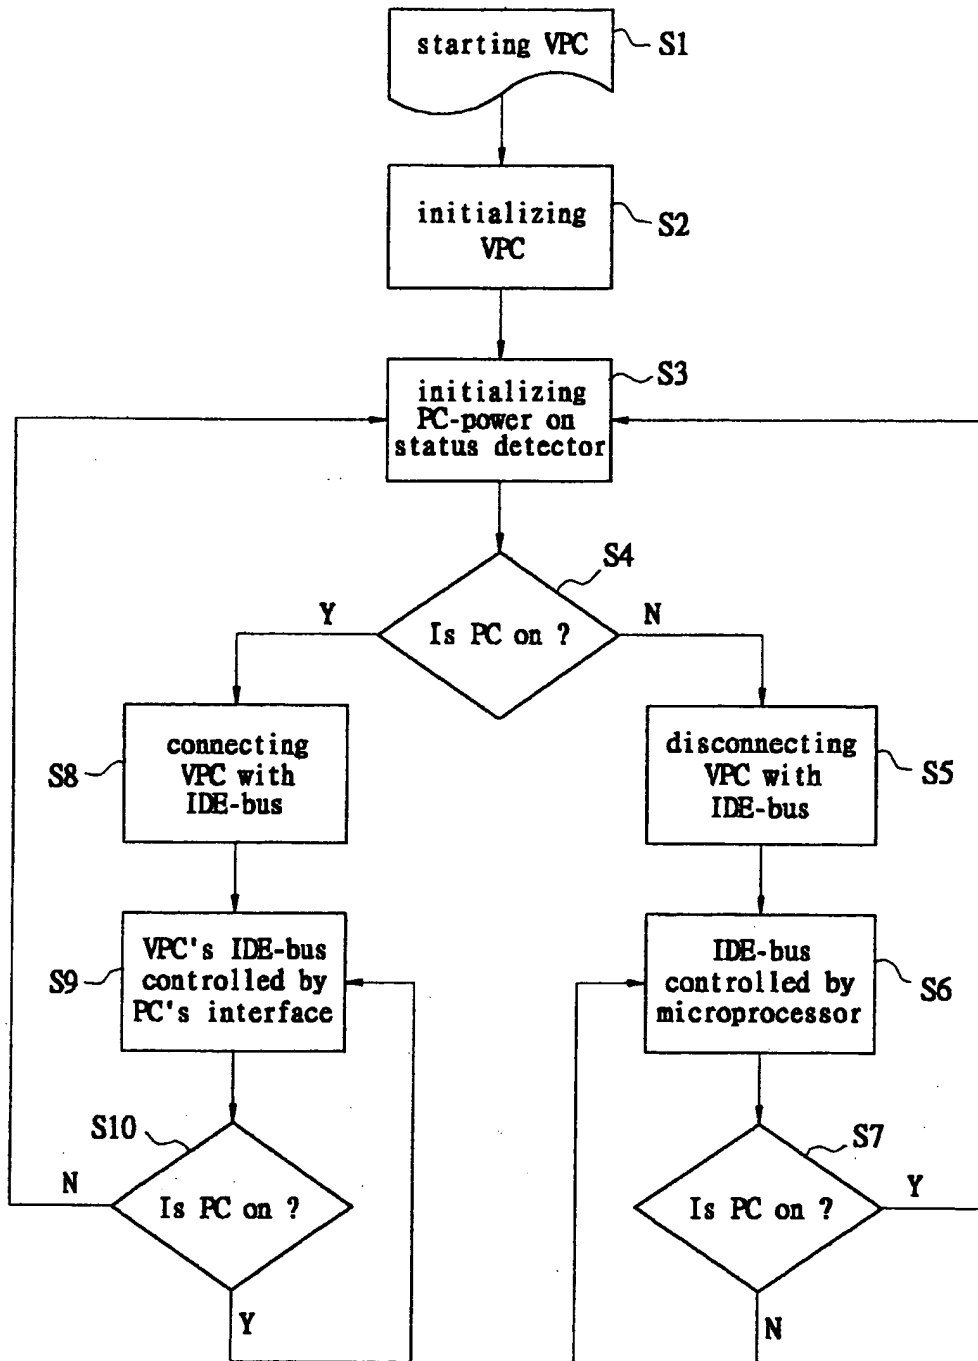 starting VPC
S1
initializing
VPC
S2
initializing
PC-power on
status detector
S3
Is PC on ?
S4
Y
N
connecting
VPC with
IDE-bus
S8
disconnecting
VPC with
IDE-bus
S5
VPC's IDE-bus
controlled by
PC's interface
S9
IDE-bus
controlled by
microprocessor
S6
Is PC on ?
S10
N
Y
Is PC on ?
S7
Y
N